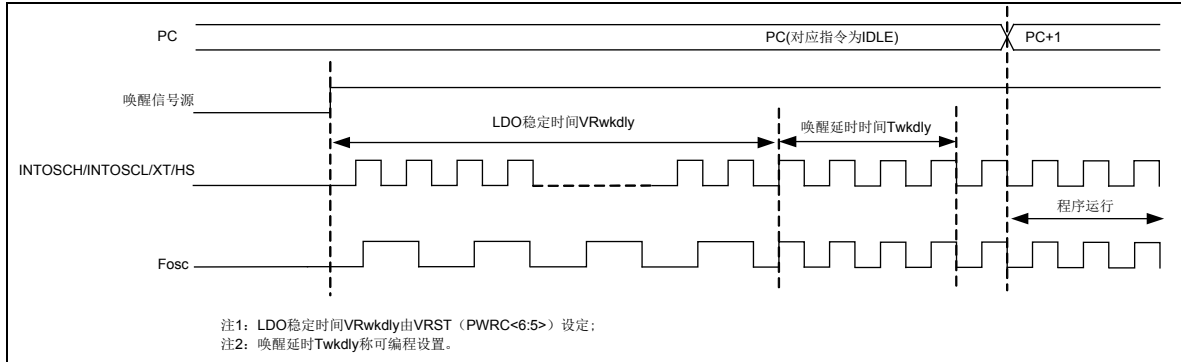 PC
PC(对应指令为IDLE)
PC+1
唤醒信号源
LDO稳定时间VRwkdly
唤醒延时时间Twkdly
INTOSCH/INTOSCL/XT/HS
程序运行
Fosc
注1：LDO稳定时间VRwkdly由VRST（PWRC<6:5>）设定;
注2：唤醒延时Twkdly称可编程设置。